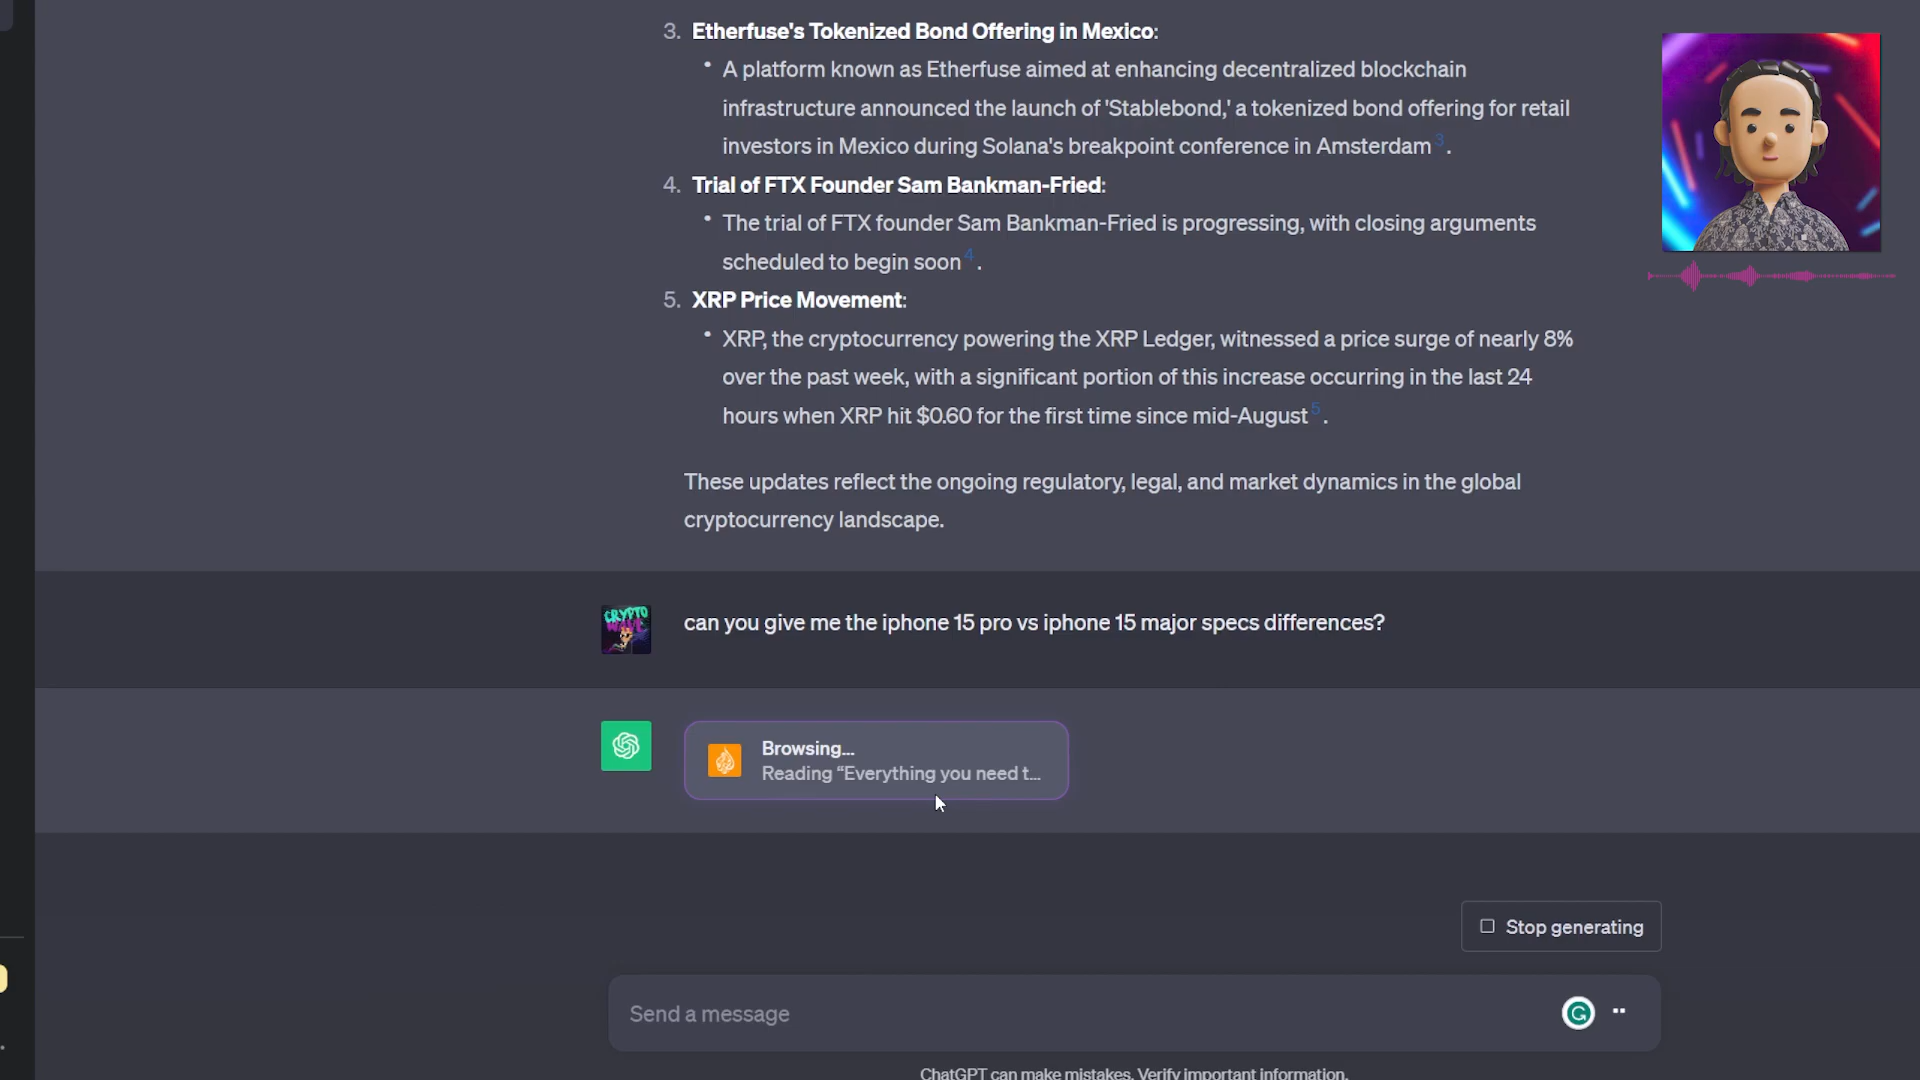 3. Etherfuse's Tokenized Bond Offering in Mexico:
• A platform known as Etherfuse aimed at enhancing decentralized blockchain
infrastructure announced the launch of 'Stablebond,' a tokenized bond offering for retail
investors in Mexico during Solana's breakpoint conference in Amsterdam 3.
4. Trial of FTX Founder Sam Bankman-Fried:
• The trial of FTX founder Sam Bankman-Fried is progressing, with closing arguments
scheduled to begin soon 4.
5. XRP Price Movement:
• XRP, the cryptocurrency powering the XRP Ledger, witnessed a price surge of nearly 8%
over the past week, with a significant portion of this increase occurring in the last 24
hours when XRP hit $0.60 for the first time since mid-August 5.
These updates reflect the ongoing regulatory, legal, and market dynamics in the global
cryptocurrency landscape.
CRYPTO
WAVE
can you give me the iphone 15 pro vs iphone 15 major specs differences?
Browsing...
Reading “Everything you need t...
Stop generating
Send a message
ChatGPT can make mistakes. Verify important information.